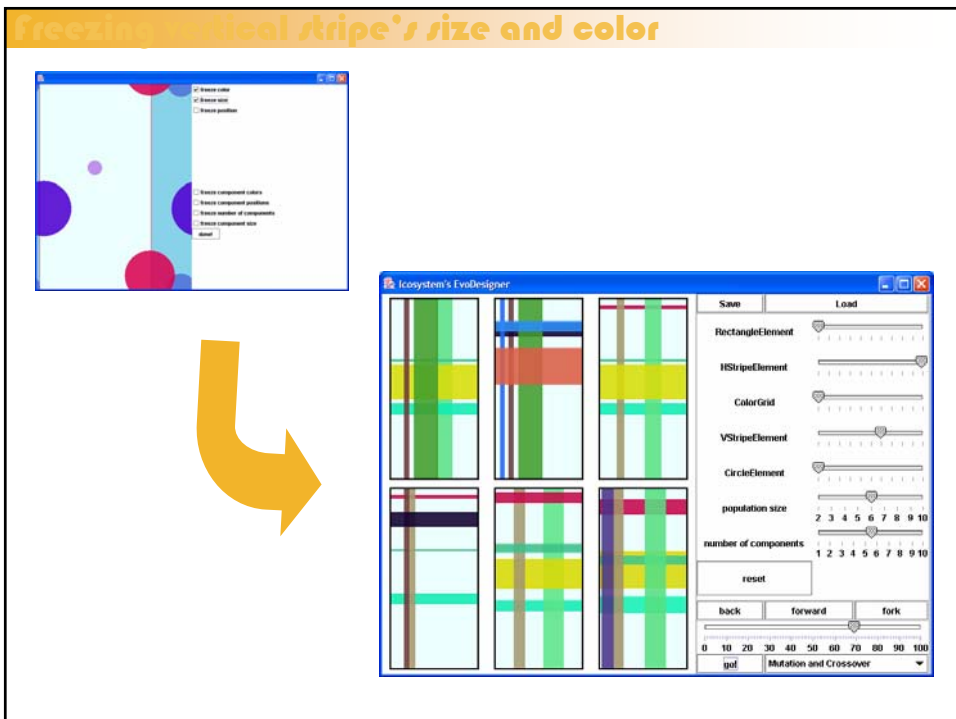 Freezing vertical stripe's size and color
freeze color
freeze size
freeze position
freeze component colors
freeze component positions
freeze number of components
freeze component size
done!
Icosystem's EvoDesigner
Save Load
RectangleElement
HStripeElement
ColorGrid
VStripeElement
CircleElement
population size
2 3 4 5 6 7 8 9 10
number of components
1 2 3 4 5 6 7 8 9 10
reset
back forward fork
0 10 20 30 40 50 60 70 80 90 100
go! Mutation and Crossover